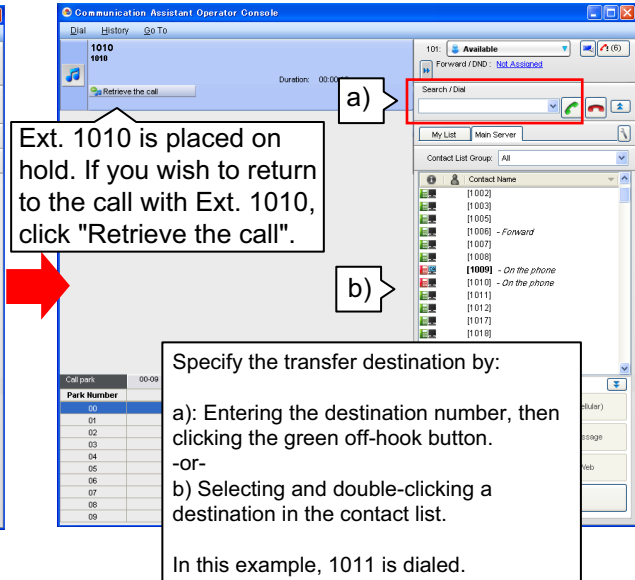 Communication Assistant Operator Console
Dial History Go To
1010
1010
Retrieve the call
Duration: 00:00
101: Available (6)
Forward / DND : Not Assigned
Search / Dial
a)
My List Main Server
Contact List Group: All
Contact Name
[1002]
[1003]
[1005]
[1006] - Forward
[1007]
[1008]
[1009] - On the phone
[1010] - On the phone
[1011]
[1012]
[1017]
[1018]
b)
Ext. 1010 is placed on
hold. If you wish to return
to the call with Ext. 1010,
click "Retrieve the call".
Specify the transfer destination by:
a): Entering the destination number, then
clicking the green off-hook button.
-or-
b) Selecting and double-clicking a
destination in the contact list.
In this example, 1011 is dialed.
Call park 00-09
Park Number
00
01
02
03
04
05
06
07
08
09
ellular)
ssage
Web